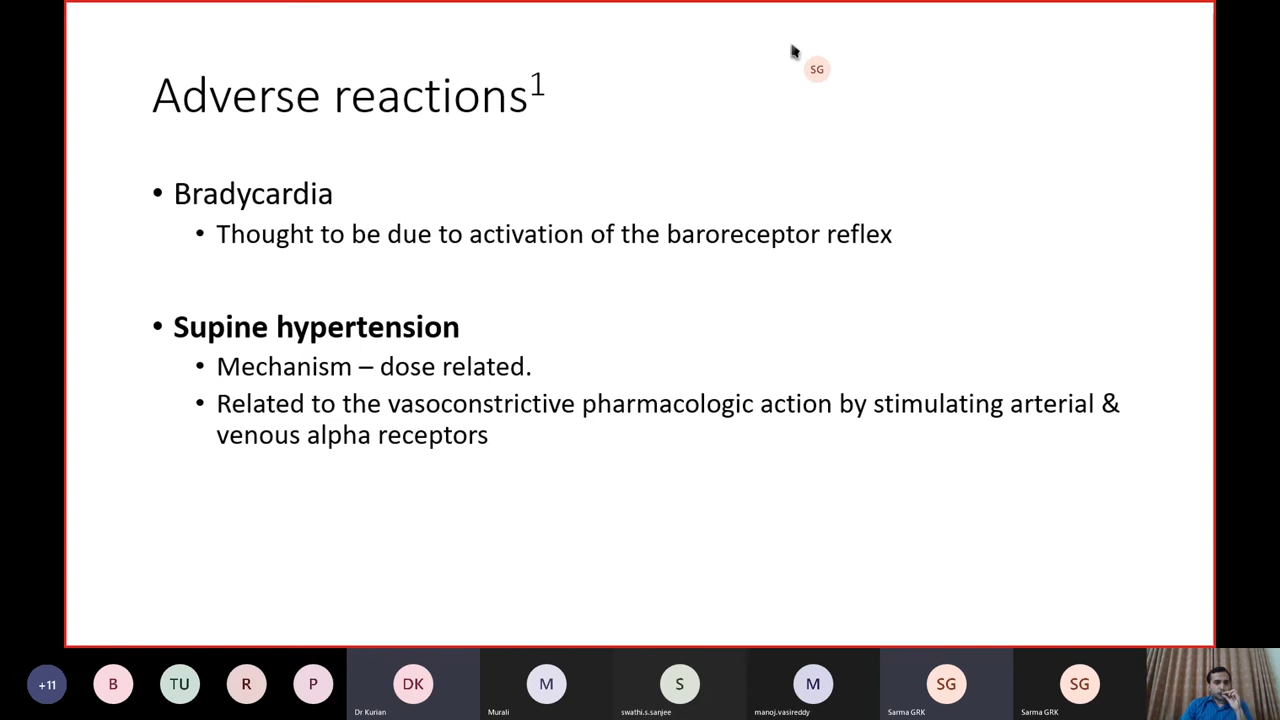 SG
Adverse reactions1
• Bradycardia
• Thought to be due to activation of the baroreceptor reflex
• Supine hypertension
• Mechanism – dose related.
• Related to the vasoconstrictive pharmacologic action by stimulating arterial &
venous alpha receptors
+11 B TU R P DK M S M SG SG
Dr Kurian Murali swathi.s.sanjee manoj.vasireddy Sarma GRK Sarma GRK